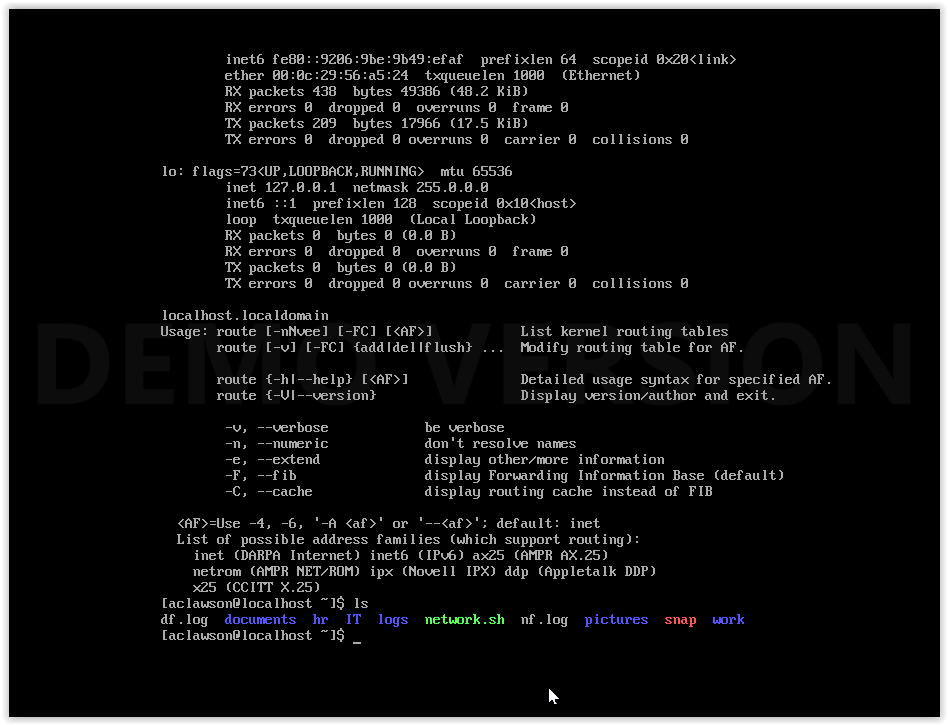 inet6 fe80::9206:9be:9b49:efaf  prefixlen 64  scopeid 0x20<link>
ether 00:0c:29:56:a5:24  txqueuelen 1000  (Ethernet)
RX packets 438  bytes 49386 (48.2 KiB)
RX errors 0  dropped 0  overruns 0  frame 0
TX packets 209  bytes 17966 (17.5 KiB)
TX errors 0  dropped 0 overruns 0  carrier 0  collisions 0
lo: flags=73<UP,LOOPBACK,RUNNING>  mtu 65536
inet 127.0.0.1  netmask 255.0.0.0
inet6 ::1  prefixlen 128  scopeid 0x10<host>
loop  txqueuelen 1000  (Local Loopback)
RX packets 0  bytes 0 (0.0 B)
RX errors 0  dropped 0  overruns 0  frame 0
TX packets 0  bytes 0 (0.0 B)
TX errors 0  dropped 0 overruns 0  carrier 0  collisions 0
localhost.localdomain
Usage: route [-nNvee] [-FC] [<AF>]           List kernel routing tables
route [-v] [-FC] {add|del|flush} ...  Modify routing table for AF.
DEMO VERSION
route {-h|--help} [<AF>]              Detailed usage syntax for specified AF.
route {-V|--version}                  Display version/author and exit.
-v, --verbose            be verbose
-n, --numeric            don't resolve names
-e, --extend             display other/more information
-F, --fib                display Forwarding Information Base (default)
-C, --cache              display routing cache instead of FIB
<AF>=Use -4, -6, '-A <af>' or '--<af>'; default: inet
List of possible address families (which support routing):
inet (DARPA Internet) inet6 (IPv6) ax25 (AMPR AX.25)
netrom (AMPR NET/ROM) ipx (Novell IPX) ddp (Appletalk DDP)
x25 (CCITT X.25)
[aclawson@localhost ~]$ ls
df.log  documents  hr  IT  logs  network.sh  nf.log  pictures  snap  work
[aclawson@localhost ~]$ _